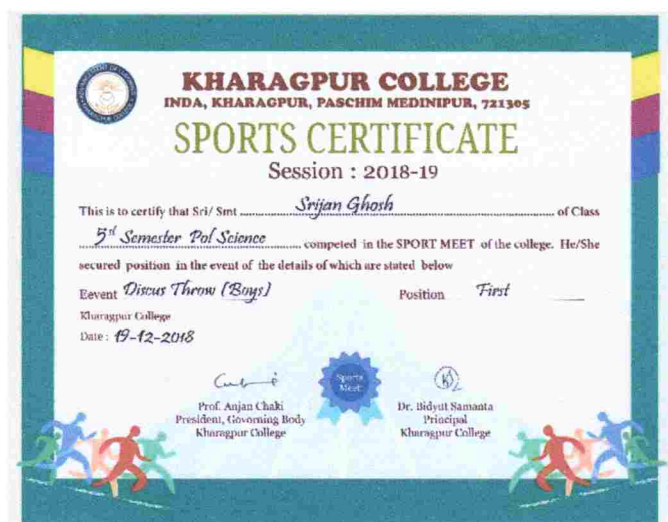 KHARAGPUR COLLEGE
INDA, KHARAGPUR, PASCHIM MEDINIPUR, 721305
SPORTS CERTIFICATE
Session : 2018-19
This is to certify that Sri/ Smt Srijan Ghosh of Class
5rd Semester Pol Science competed in the SPORT MEET of the college. He/She
secured position in the event of the details of which are stated below
Eevent Discus Throw (Boys) Position First
Kharagpur College
Date : 19-12-2018
Sports
Meet
Prof. Anjan Chaki
President, Governing Body
Kharagpur College
Dr. Bidyut Samanta
Principal
Kharagpur College